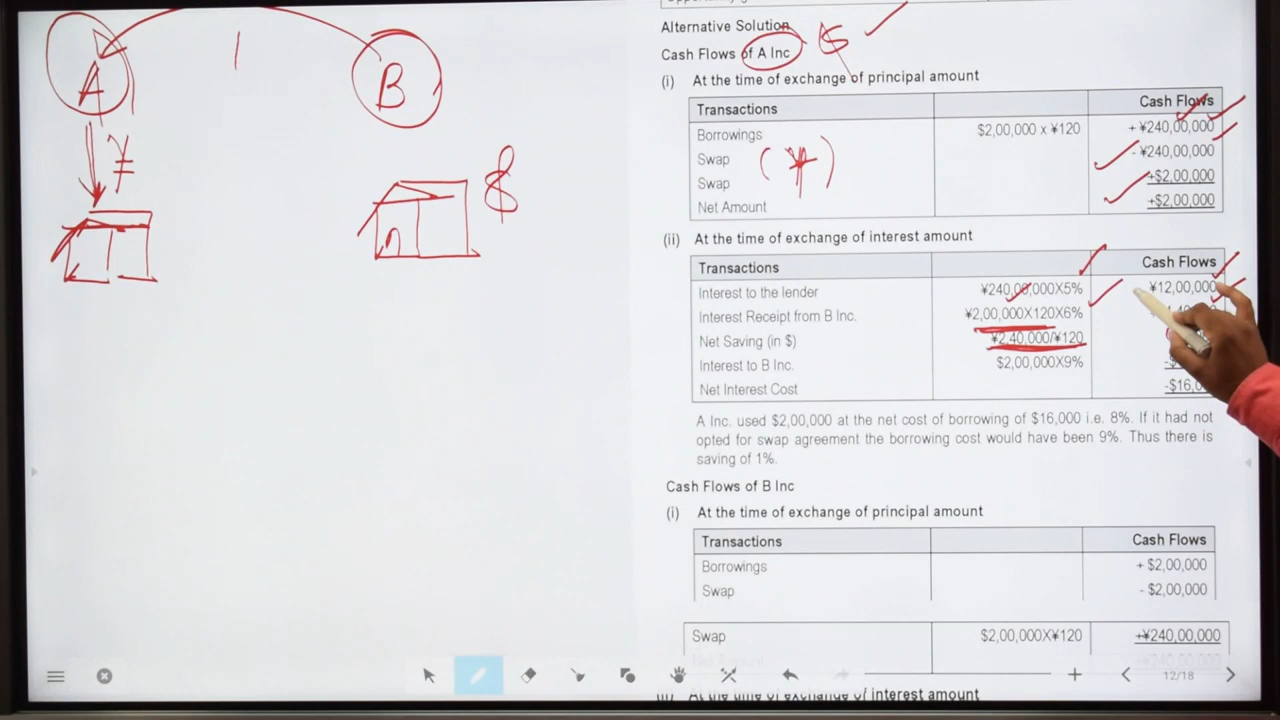 Alternative Solution
Cash Flows of A Inc $
(i) At the time of exchange of principal amount
Transactions Cash Flows
Borrowings $2,00,000 x ¥120 + ¥240,00,000
Swap (¥) - ¥240,00,000
Swap +$2,00,000
Net Amount +$2,00,000
(ii) At the time of exchange of interest amount
Transactions Cash Flows
Interest to the lender ¥240,00,000X5% ¥12,00,000
Interest Receipt from B Inc. ¥2,00,000X120X6%
Net Saving (in $) ¥2,40,000/¥120
Interest to B Inc. $2,00,000X9%
Net Interest Cost
A Inc. used $2,00,000 at the net cost of borrowing of $16,000 i.e. 8%. If it had not
opted for swap agreement the borrowing cost would have been 9%. Thus there is
saving of 1%.
Cash Flows of B Inc
(i) At the time of exchange of principal amount
Transactions Cash Flows
Borrowings + $2,00,000
Swap - $2,00,000
Swap $2,00,000X¥120 +¥240,00,000
At the time of exchange of interest amount
A
B
¥
$
12/18